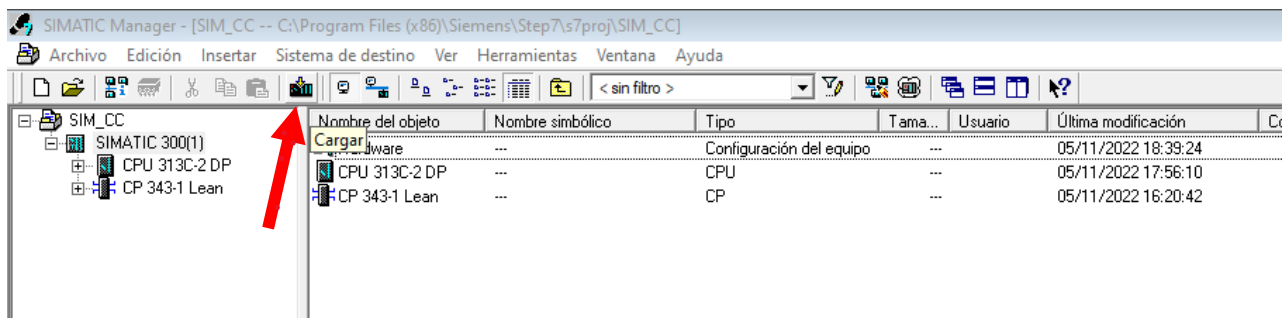 SIMATIC Manager - [SIM_CC -- C:\Program Files (x86)\Siemens\Step7\s7proj\SIM_CC]
Archivo Edición Insertar Sistema de destino Ver Herramientas Ventana Ayuda
< sin filtro >
SIM_CC
SIMATIC 300(1)
CPU 313C-2 DP
CP 343-1 Lean
Nombre del objeto Nombre simbólico Tipo Tama... Usuario Última modificación
Cargar
--- Configuración del equipo --- 05/11/2022 18:39:24
CPU 313C-2 DP --- CPU --- 05/11/2022 17:56:10
CP 343-1 Lean --- CP --- 05/11/2022 16:20:42